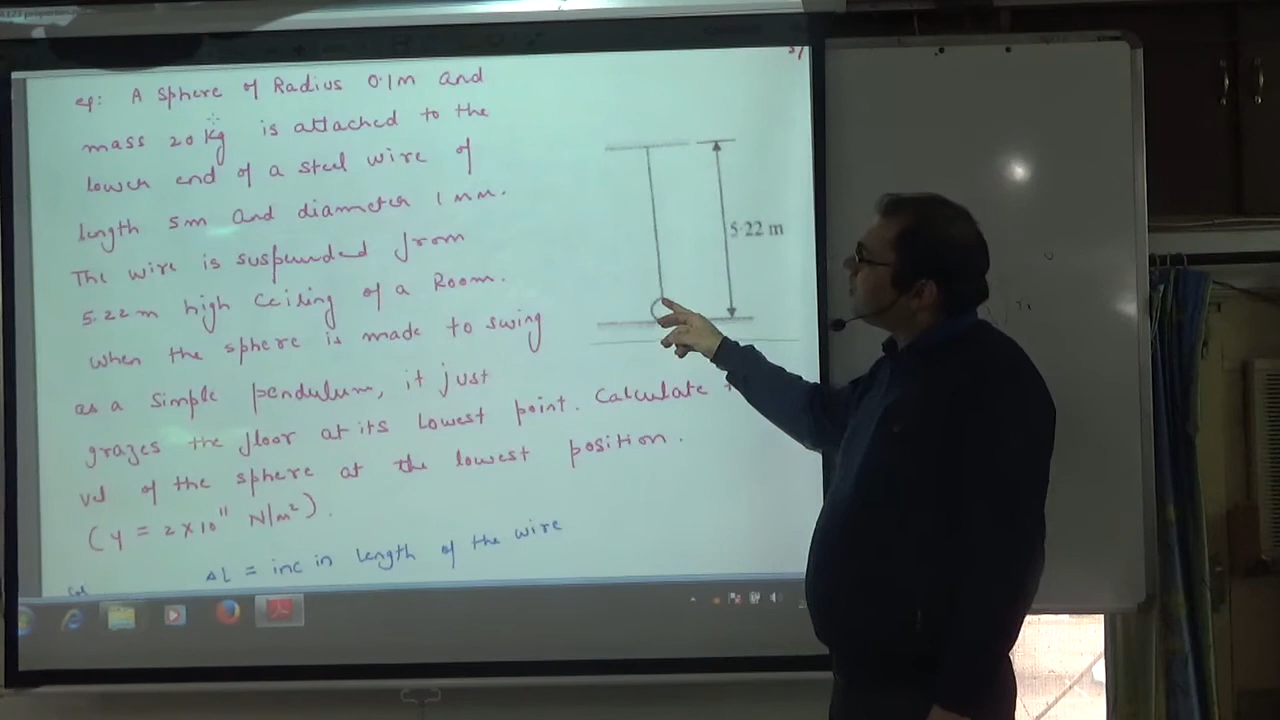 eg: A sphere of Radius 0.1m and
mass 20 kg is attached to the
lower end of a steel wire of
length 5m and diameter 1 mm.
The wire is suspended from
5.22 m high ceiling of a Room.
when the sphere is made to swing
as a simple pendulum, it just
grazes the floor at its lowest point. Calculate
vel of the sphere at the lowest position.
(Y = 2×10¹¹ N/m²).
ΔL = inc in length of the wire
Sol
5·22 m